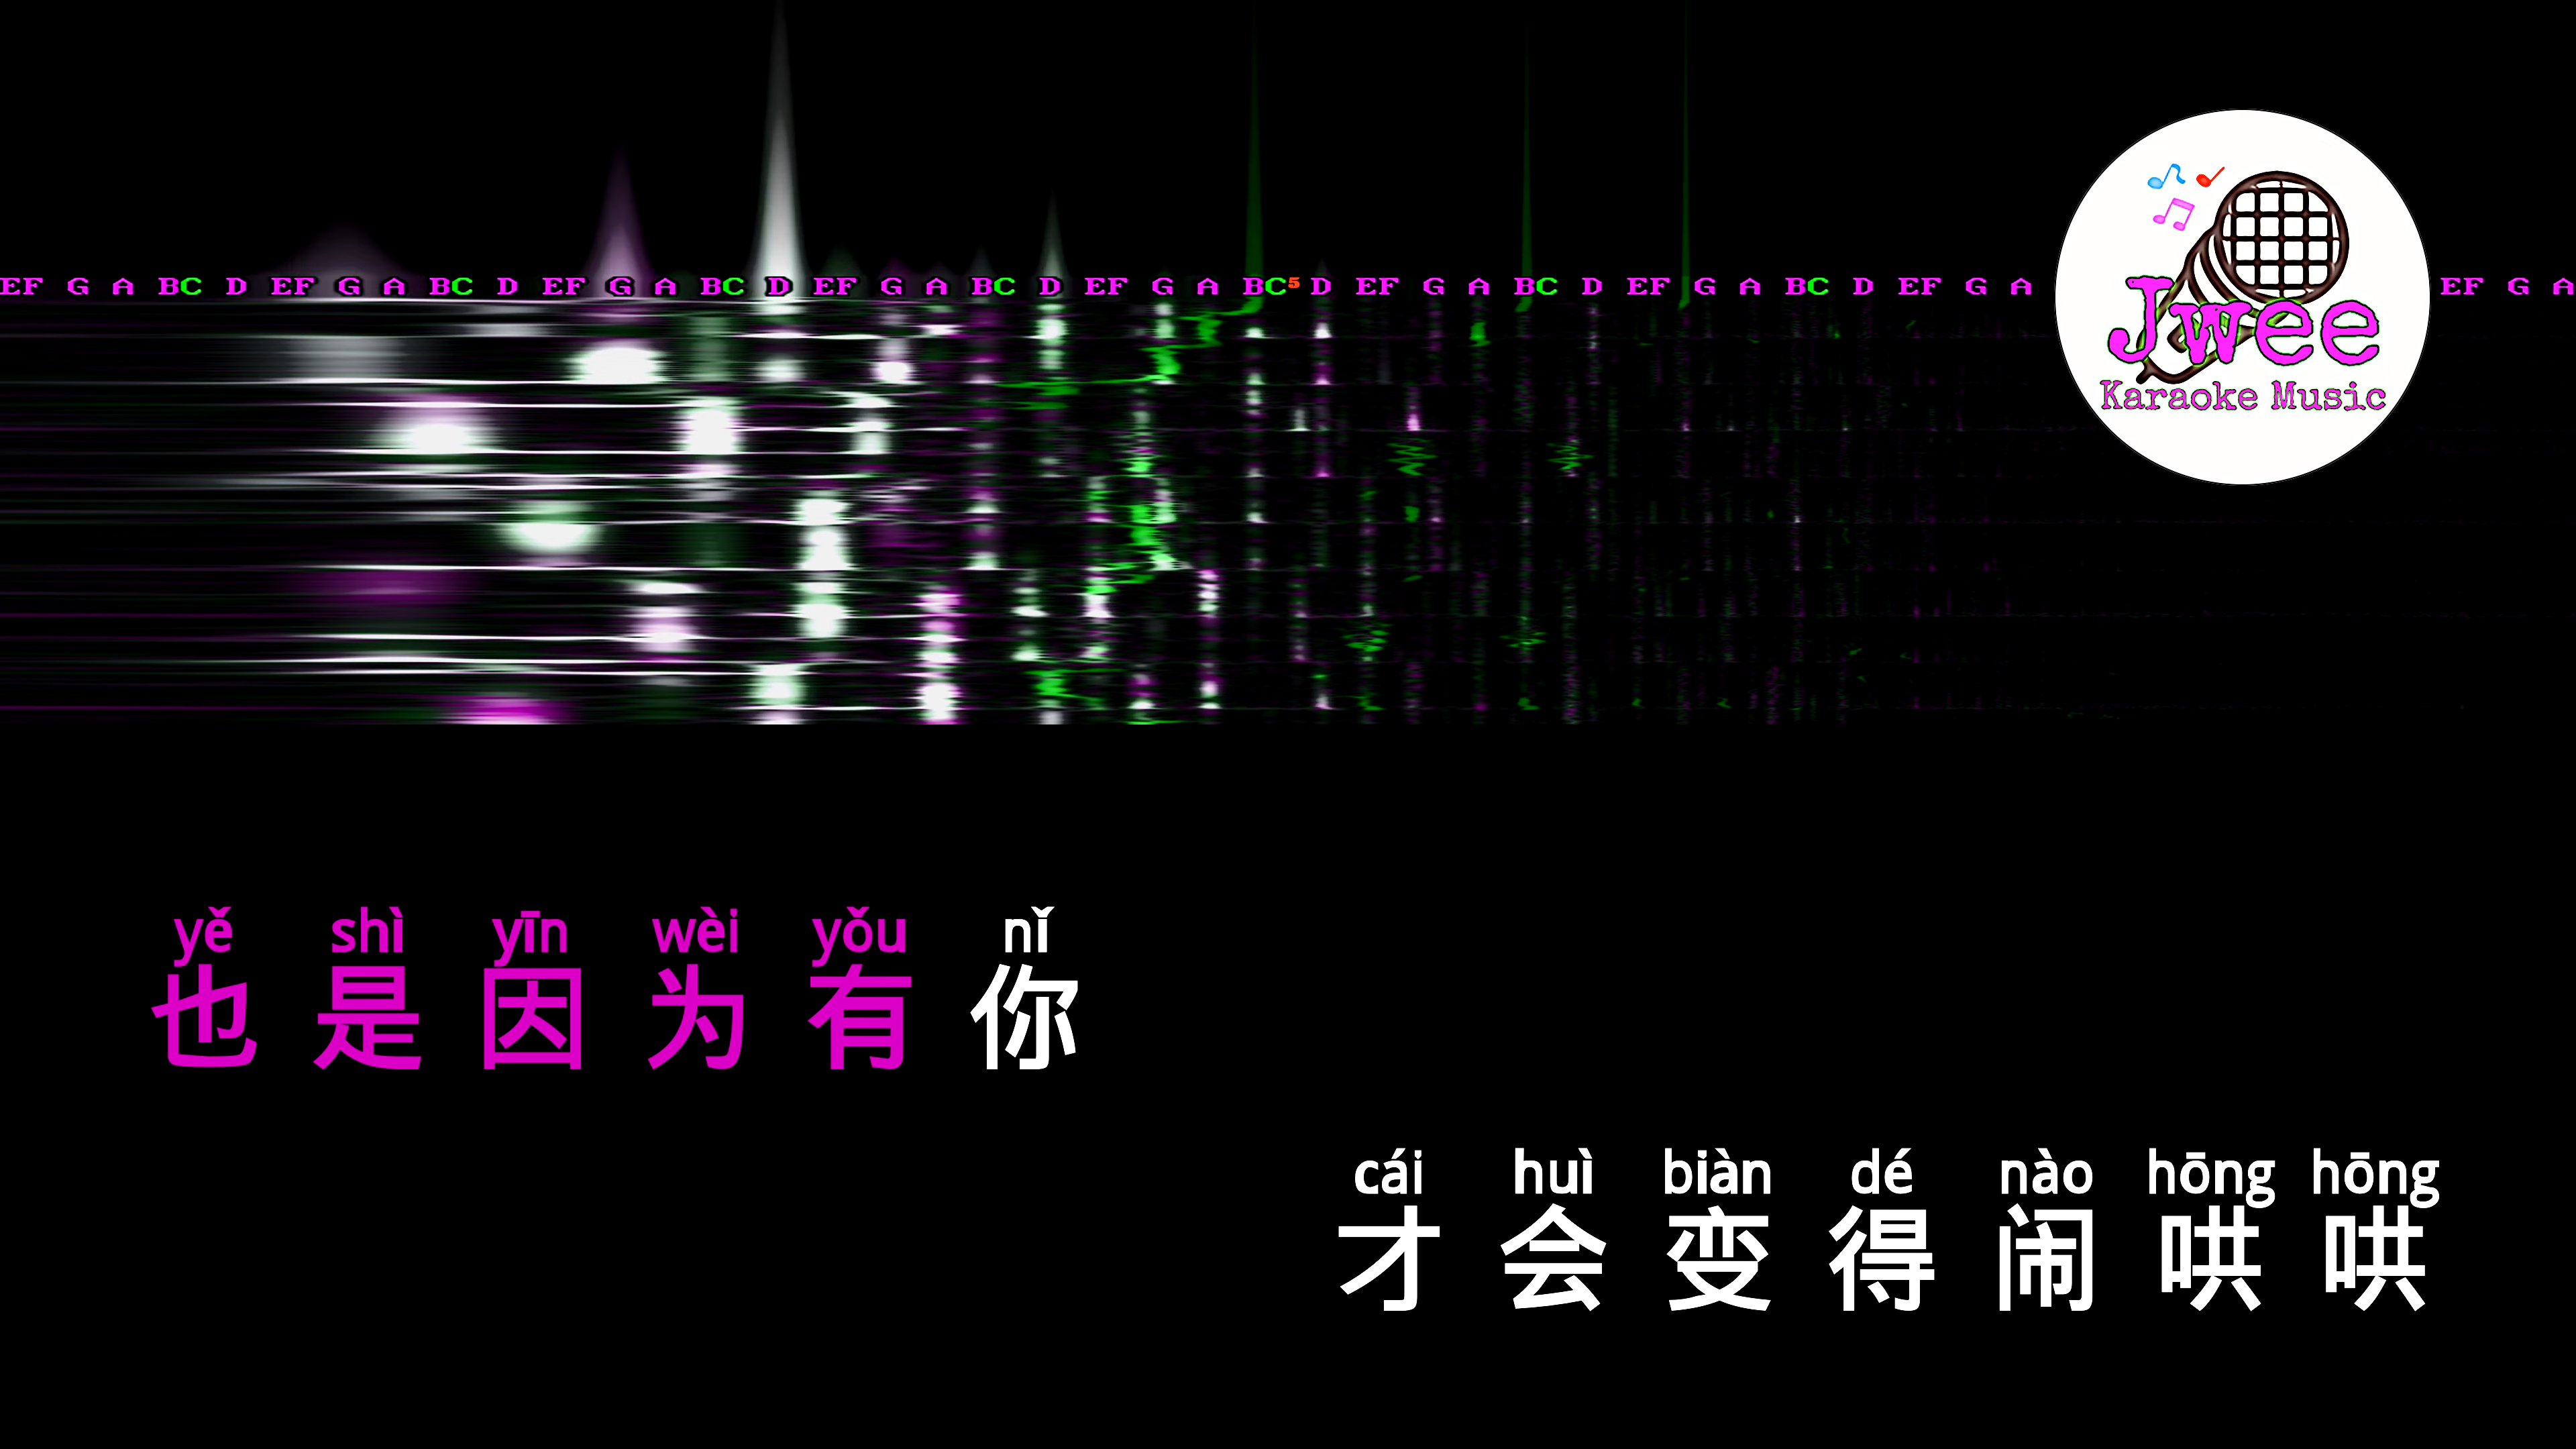 EF G A BC D EF G A BC D EF G A BC D EF G A BC D EF G A BC5 D EF G A BC D EF G A BC D EF G A EF G A
Jwee
Karaoke Music
yě shì yīn wèi yǒu nǐ
也 是 因 为 有 你
cái huì biàn dé nào hōng hōng
才 会 变 得 闹 哄 哄